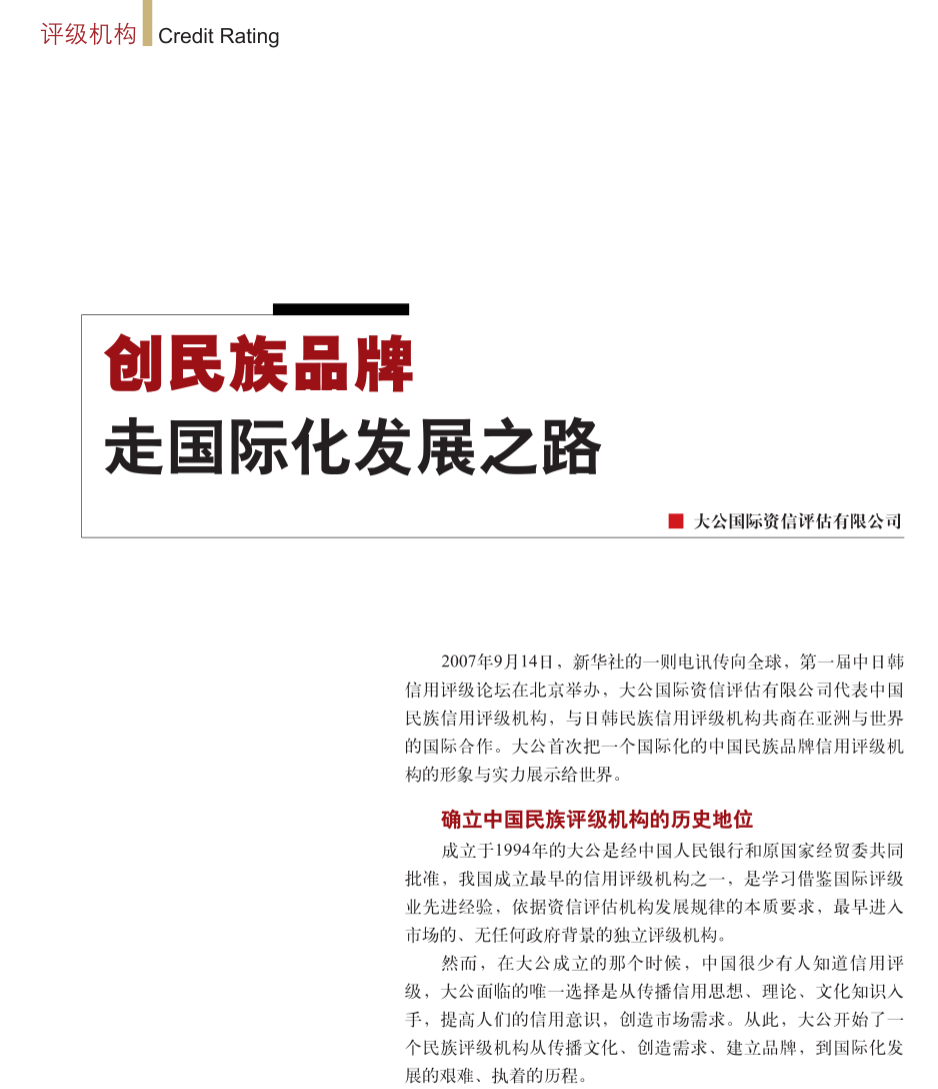 评级机构 Credit Rating
创民族品牌
走国际化发展之路
■ 大公国际资信评估有限公司
2007年9月14日，新华社的一则电讯传向全球，第一届中日韩
信用评级论坛在北京举办，大公国际资信评估有限公司代表中国
民族信用评级机构，与日韩民族信用评级机构共商在亚洲与世界
的国际合作。大公首次把一个国际化的中国民族品牌信用评级机
构的形象与实力展示给世界。
确立中国民族评级机构的历史地位
成立于1994年的大公是经中国人民银行和原国家经贸委共同
批准，我国成立最早的信用评级机构之一，是学习借鉴国际评级
业先进经验，依据资信评估机构发展规律的本质要求，最早进入
市场的、无任何政府背景的独立评级机构。
然而，在大公成立的那个时候，中国很少有人知道信用评
级，大公面临的唯一选择是从传播信用思想、理论、文化知识入
手，提高人们的信用意识，创造市场需求。从此，大公开始了一
个民族评级机构从传播文化、创造需求、建立品牌，到国际化发
展的艰难、执着的历程。